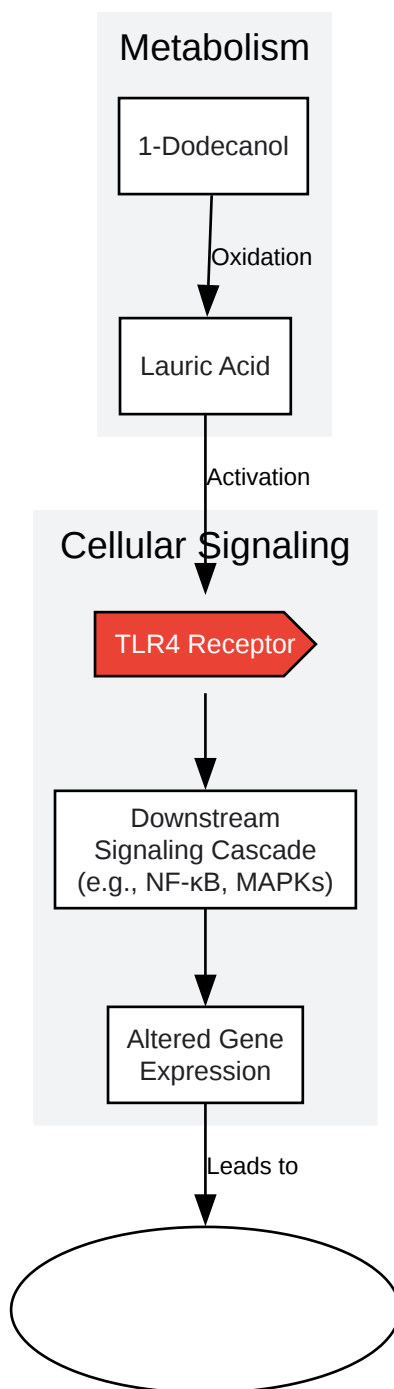 Metabolism
1-Dodecanol
Oxidation
Lauric Acid
Activation
Cellular Signaling
TLR4 Receptor
Downstream
Signaling Cascade
(e.g., NF-κB, MAPKs)
Altered Gene
Expression
Leads to